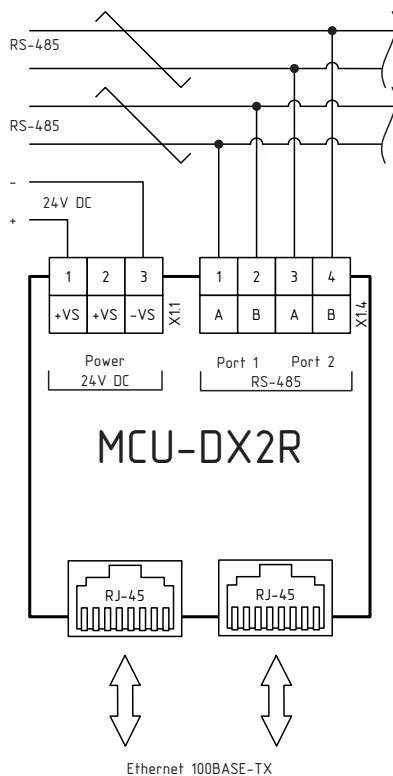 RS-485
RS-485
-
24V DC
+
1 2 3
+VS +VS -VS
X1.1
1 2 3 4
A B A B
X1.4
Power
24V DC
Port 1 Port 2
RS-485
MCU-DX2R
RJ-45 RJ-45
Ethernet 100BASE-TX